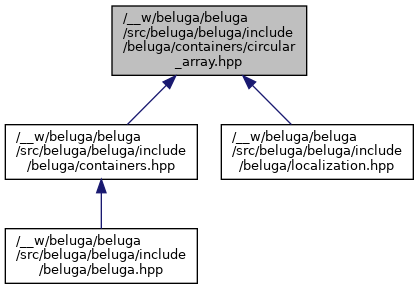 /__w/beluga/beluga
/src/beluga/beluga/include
/beluga/containers/circular
_array.hpp
/__w/beluga/beluga
/src/beluga/beluga/include
/beluga/containers.hpp
/__w/beluga/beluga
/src/beluga/beluga/include
/beluga/localization.hpp
/__w/beluga/beluga
/src/beluga/beluga/include
/beluga/beluga.hpp